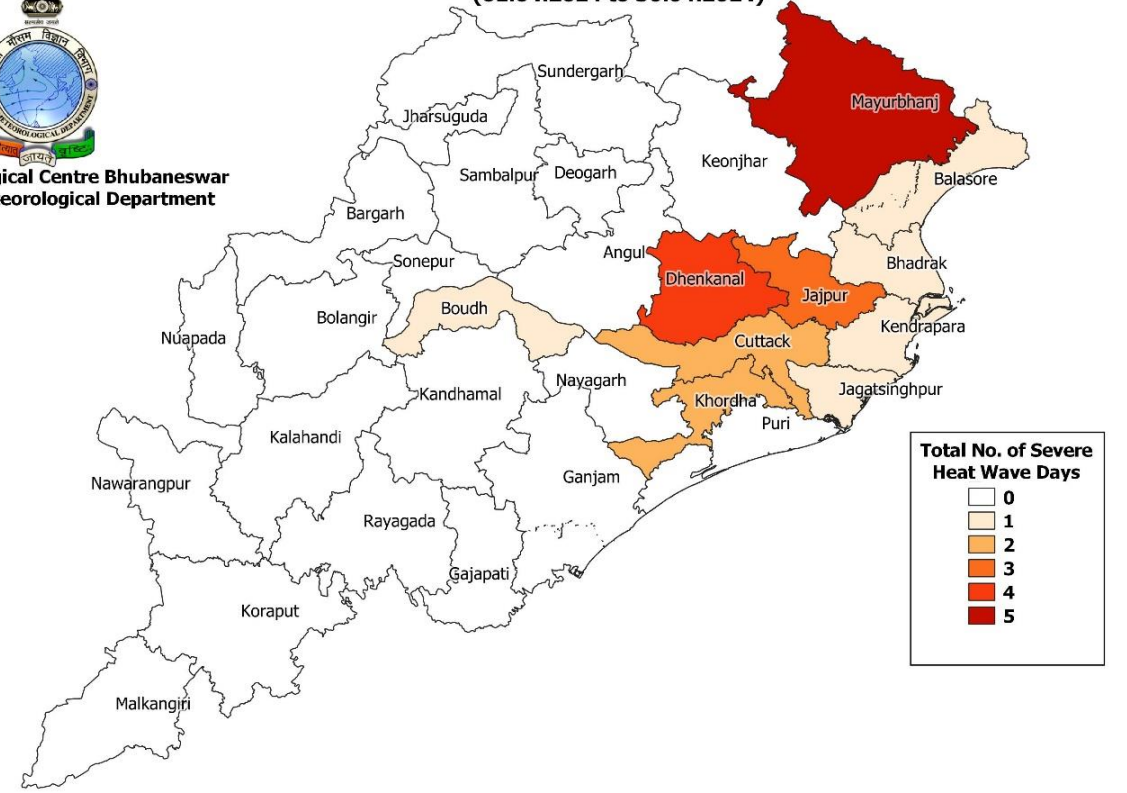 Sundergarh
Jharsuguda
Mayurbhanj
Keonjhar
Sambalpur
Deogarh
Balasore
gical Centre Bhubaneswar
eorological Department
Bargarh
Angul
Sonepur
Bhadrak
Dhenkanal
Jajpur
Boudh
Bolangir
Nuapada
Kendrapara
Cuttack
Nayagarh
Jagatsinghpur
Kandhamal
Khordha
Puri
Kalahandi
Nawarangpur
Ganjam
Rayagada
Gajapati
Koraput
Malkangiri
Total No. of Severe
Heat Wave Days
0
1
2
3
4
5